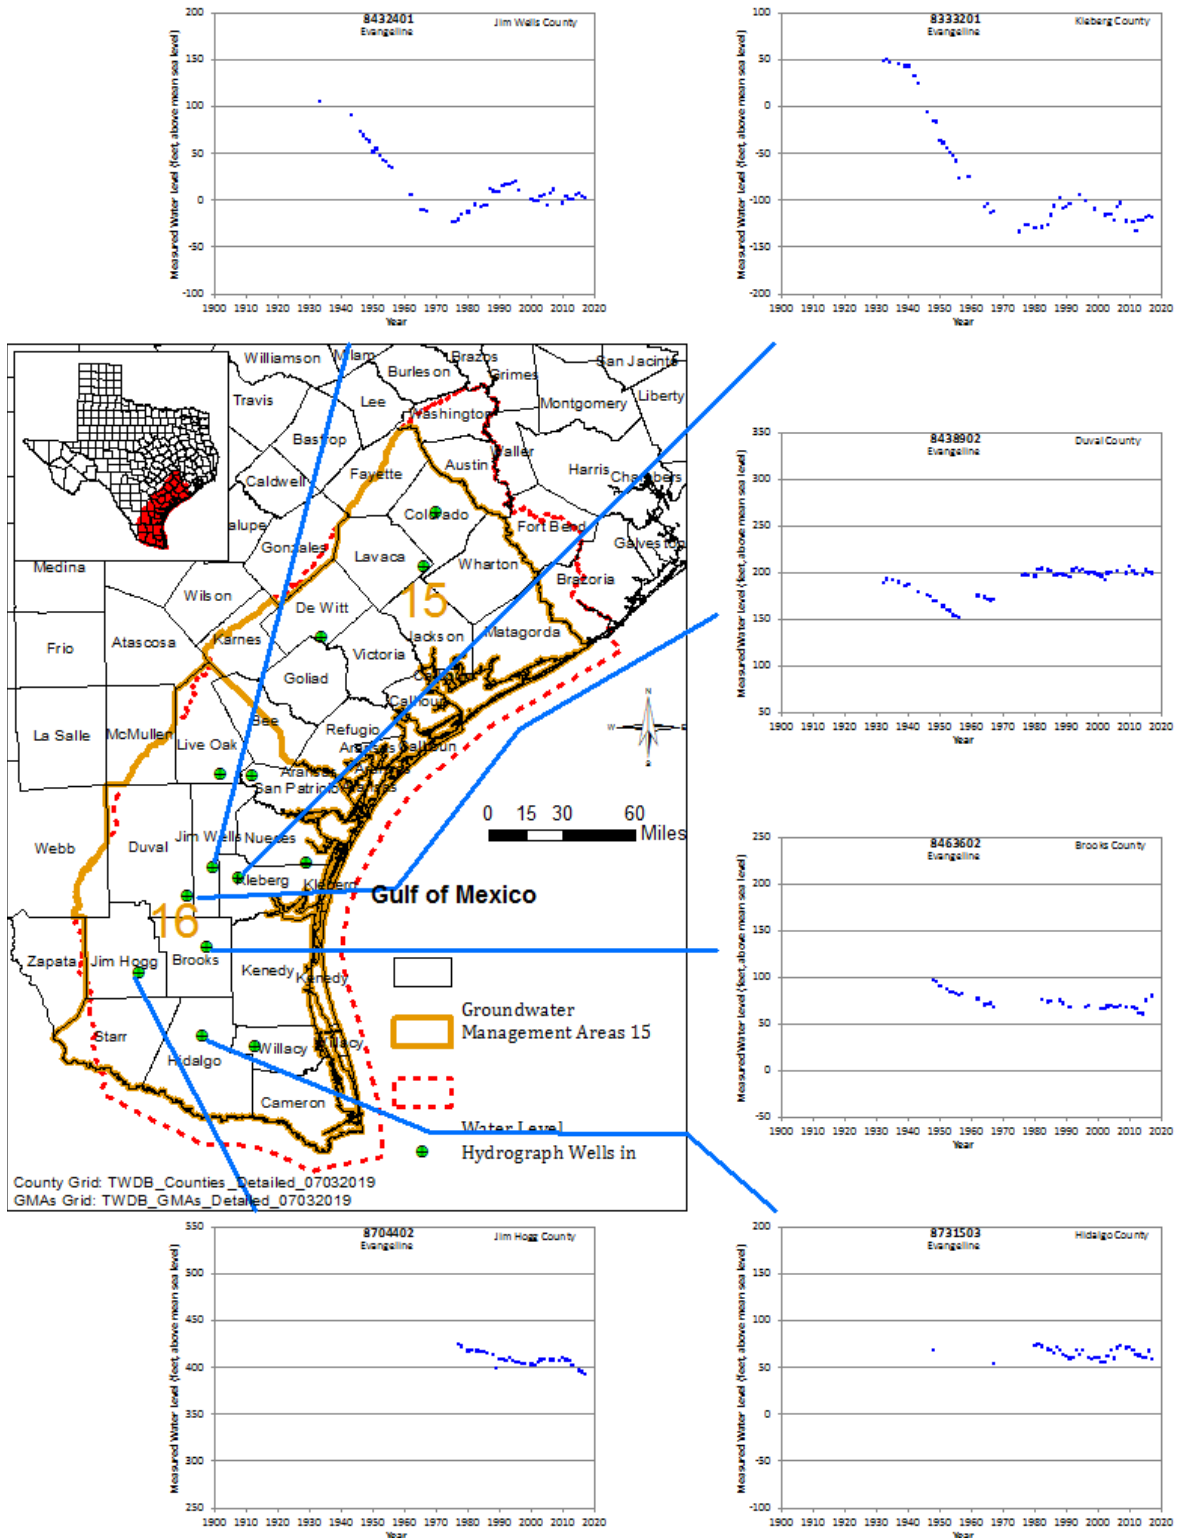 8432401
Evangeline
Jim Wells County
Measured Water Level (feet, above mean sea level)
200
150
100
50
0
-50
-100
1900 1910 1920 1930 1940 1950 1960 1970 1980 1990 2000 2010 2020
Year
8333201
Evangeline
Kleberg County
Measured Water Level (feet, above mean sea level)
100
50
0
-50
-100
-150
-200
1900 1910 1920 1930 1940 1950 1960 1970 1980 1990 2000 2010 2020
Year
Williamson
Milam
Brazos
Burleson
Grimes
San Jacinto
Travis
Lee
Washington
Montgomery
Liberty
Bastrop
Waller
Austin
Harris
Fayette
Chambers
Caldwell
Colorado
Fort Bend
alupe
Gonzales
Lavaca
Galveston
Medina
Wharton
Brazoria
Wilson
De Witt
15
Frio
Atascosa
Karnes
Jackson
Matagorda
Victoria
Goliad
Calhoun
La Salle
McMullen
Bee
Refugio
Live Oak
Aransas
Calhoun
Aransas
San Patricio
Aransas
N
W
E
S
0 15 30 60
Miles
Webb
Duval
Jim Wells
Nueces
Kleberg
Kleberg
Gulf of Mexico
16
Zapata
Jim Hogg
Brooks
Kenedy
Kenedy
Starr
Hidalgo
Willacy
Willacy
Cameron
Groundwater
Management Areas 15
Water Level
Hydrograph Wells in
County Grid: TWDB_Counties_Detailed_07032019
GMAs Grid: TWDB_GMAs_Detailed_07032019
8438902
Evangeline
Duval County
Measured Water Level (feet, above mean sea level)
350
300
250
200
150
100
50
1900 1910 1920 1930 1940 1950 1960 1970 1980 1990 2000 2010 2020
Year
8463602
Evangeline
Brooks County
Measured Water Level (feet, above mean sea level)
250
200
150
100
50
0
-50
1900 1910 1920 1930 1940 1950 1960 1970 1980 1990 2000 2010 2020
Year
8704402
Evangeline
Jim Hogg County
Measured Water Level (feet, above mean sea level)
550
500
450
400
350
300
250
1900 1910 1920 1930 1940 1950 1960 1970 1980 1990 2000 2010 2020
Year
8731503
Evangeline
Hidalgo County
Measured Water Level (feet, above mean sea level)
200
150
100
50
0
-50
-100
1900 1910 1920 1930 1940 1950 1960 1970 1980 1990 2000 2010 2020
Year